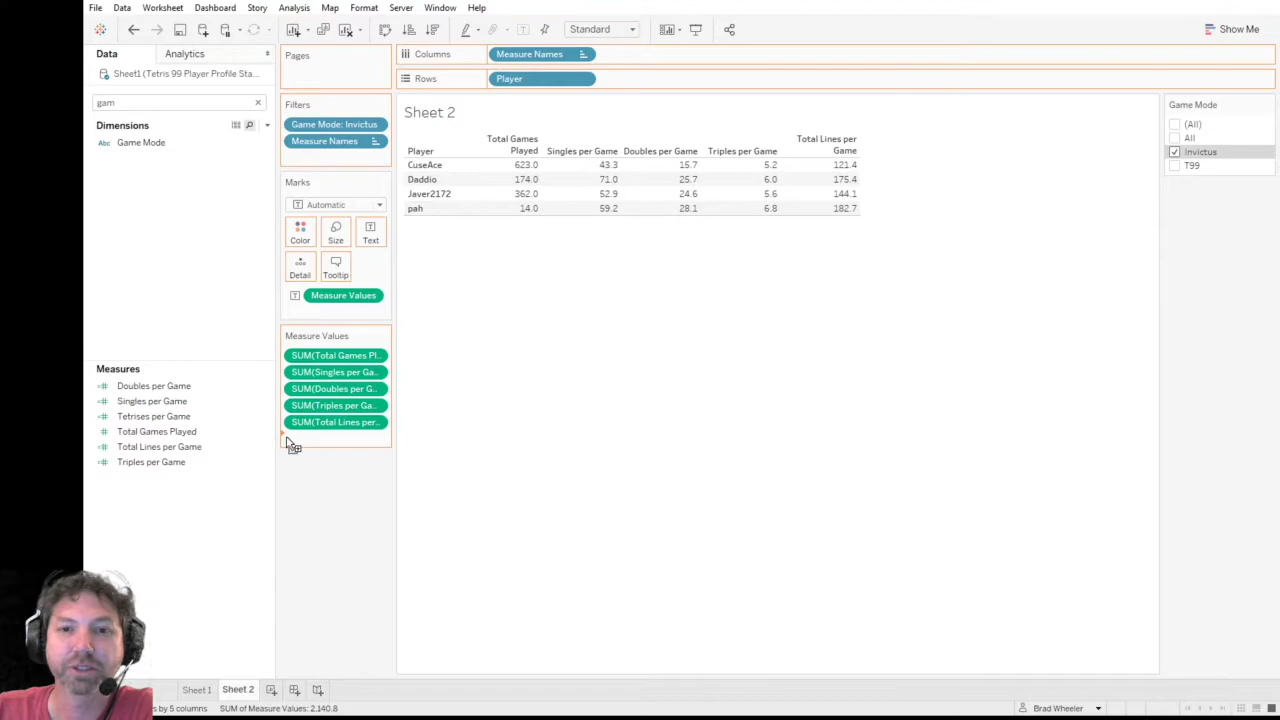 File Data Worksheet Dashboard Story Analysis Map Format Server Window Help
Standard
Show Me
Data Analytics
Sheet1 (Tetris 99 Player Profile Sta...
gam
Dimensions
Abc Game Mode
Measures
Doubles per Game
Singles per Game
Tetrises per Game
Total Games Played
Total Lines per Game
Triples per Game
Pages
Filters
Game Mode: Invictus
Measure Names
Marks
Automatic
Color Size Text
Detail Tooltip
Measure Values
Measure Values
SUM(Total Games Pl..
SUM(Singles per Ga..
SUM(Doubles per G..
SUM(Triples per Ga..
SUM(Total Lines per..
Columns Measure Names
Rows Player
Sheet 2
Player Total Games Played Singles per Game Doubles per Game Triples per Game Total Lines per Game
CuseAce 623.0 43.3 15.7 5.2 121.4
Daddio 174.0 71.0 25.7 6.0 175.4
Javer2172 362.0 52.9 24.6 5.6 144.1
pah 14.0 59.2 28.1 6.8 182.7
Game Mode
(All)
All
Invictus
T99
Sheet 1 Sheet 2
by 5 columns SUM of Measure Values: 2,140.8 Brad Wheeler